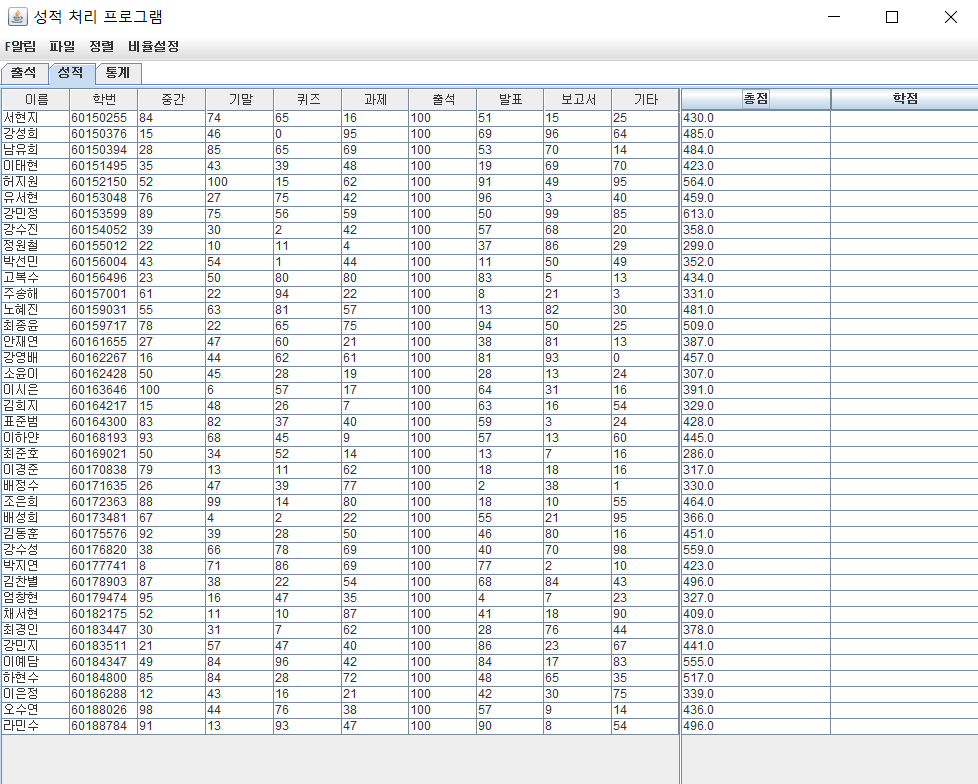 성적 처리 프로그램
F알림 파일 정렬 비율설정
출석 성적 통계
이름 학번 중간 기말 퀴즈 과제 출석 발표 보고서 기타 총점 학점
서현지 60150255 84 74 65 16 100 51 15 25 430.0
강성희 60150376 15 46 0 95 100 69 96 64 485.0
남유희 60150394 28 85 65 69 100 53 70 14 484.0
이태현 60151495 35 43 39 48 100 19 69 70 423.0
허지원 60152150 52 100 15 62 100 91 49 95 564.0
유서현 60153048 76 27 75 42 100 96 3 40 459.0
강민정 60153599 89 75 56 59 100 50 99 85 613.0
강수진 60154052 39 30 2 42 100 57 68 20 358.0
정원철 60155012 22 10 11 4 100 37 86 29 299.0
박선민 60156004 43 54 1 44 100 11 50 49 352.0
고복수 60156496 23 50 80 80 100 83 5 13 434.0
주송해 60157001 61 22 94 22 100 8 21 3 331.0
노혜진 60159031 55 63 81 57 100 13 82 30 481.0
최종윤 60159717 78 22 65 75 100 94 50 25 509.0
안재연 60161655 27 47 60 21 100 38 81 13 387.0
강영배 60162267 16 44 62 61 100 81 93 0 457.0
소윤미 60162428 50 45 28 19 100 28 13 24 307.0
이시은 60163646 100 6 57 17 100 64 31 16 391.0
김희지 60164217 15 48 26 7 100 63 16 54 329.0
표준범 60164300 83 82 37 40 100 59 3 24 428.0
이하얀 60168193 93 68 45 9 100 57 13 60 445.0
최준호 60169021 50 34 52 14 100 13 7 16 286.0
이경준 60170838 79 13 11 62 100 18 18 16 317.0
배정수 60171635 26 47 39 77 100 2 38 1 330.0
조은희 60172363 88 99 14 80 100 18 10 55 464.0
배성희 60173481 67 4 2 22 100 55 21 95 366.0
김동훈 60175576 92 39 28 50 100 46 80 16 451.0
강수성 60176820 38 66 78 69 100 40 70 98 559.0
박지연 60177741 8 71 86 69 100 77 2 10 423.0
김찬별 60178903 87 38 22 54 100 68 84 43 496.0
엄창현 60179474 95 16 47 35 100 4 7 23 327.0
채서현 60182175 52 11 10 87 100 41 18 90 409.0
최경인 60183447 30 31 7 62 100 28 76 44 378.0
강민지 60183511 21 57 47 40 100 86 23 67 441.0
이예담 60184347 49 84 96 42 100 84 17 83 555.0
하현수 60184800 85 84 28 72 100 48 65 35 517.0
이은정 60186288 12 43 16 21 100 42 30 75 339.0
오수연 60188026 98 44 76 38 100 57 9 14 436.0
라민수 60188784 91 13 93 47 100 90 8 54 496.0